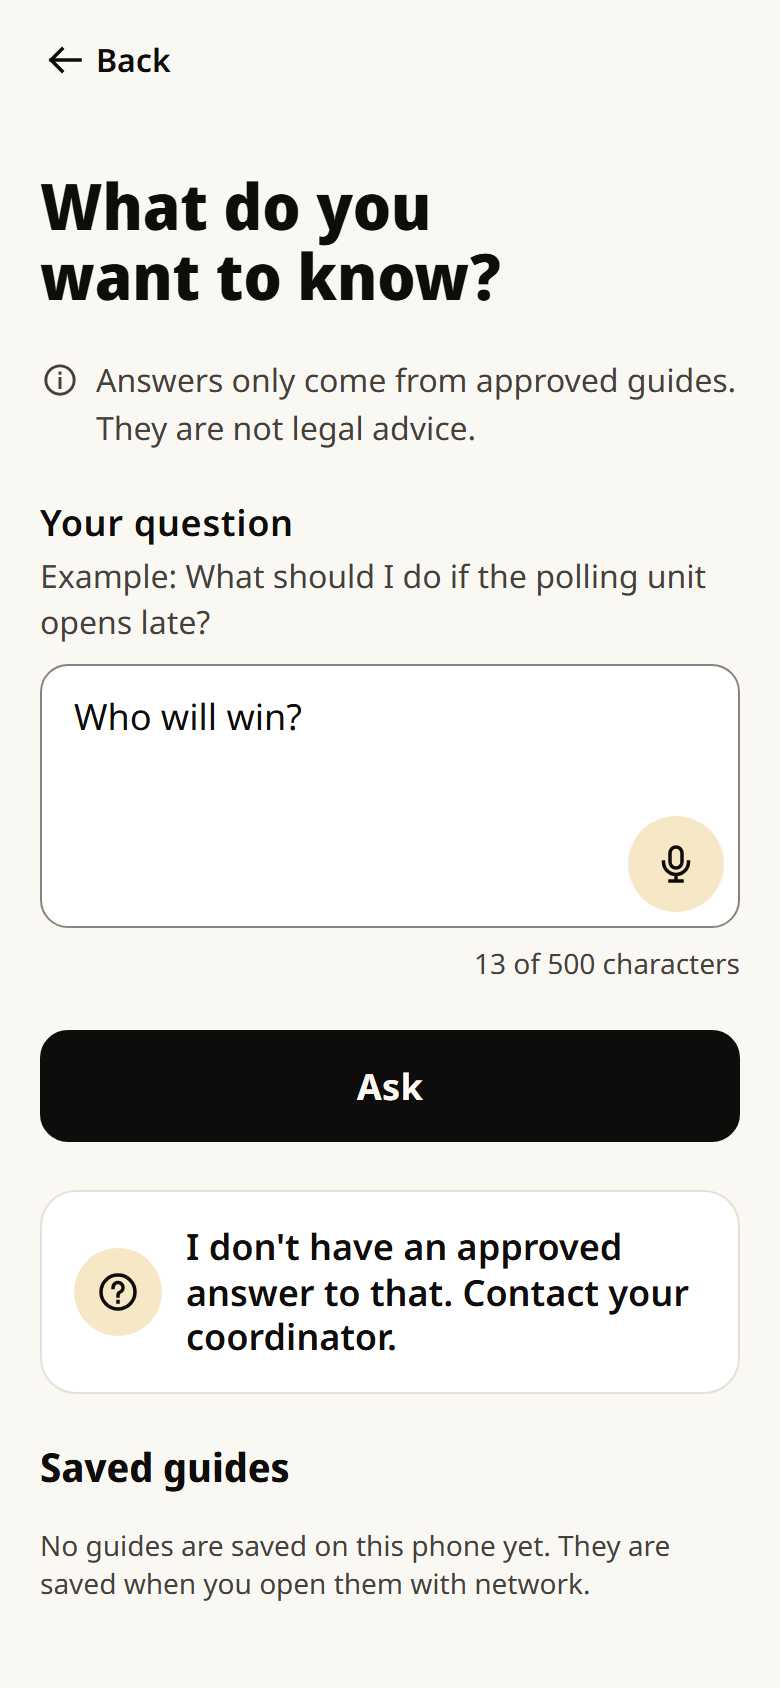 Back
What do you
want to know?
Answers only come from approved guides.
They are not legal advice.
Your question
Example: What should I do if the polling unit
opens late?
Who will win?
13 of 500 characters
Ask
I don't have an approved
answer to that. Contact your
coordinator.
Saved guides
No guides are saved on this phone yet. They are
saved when you open them with network.